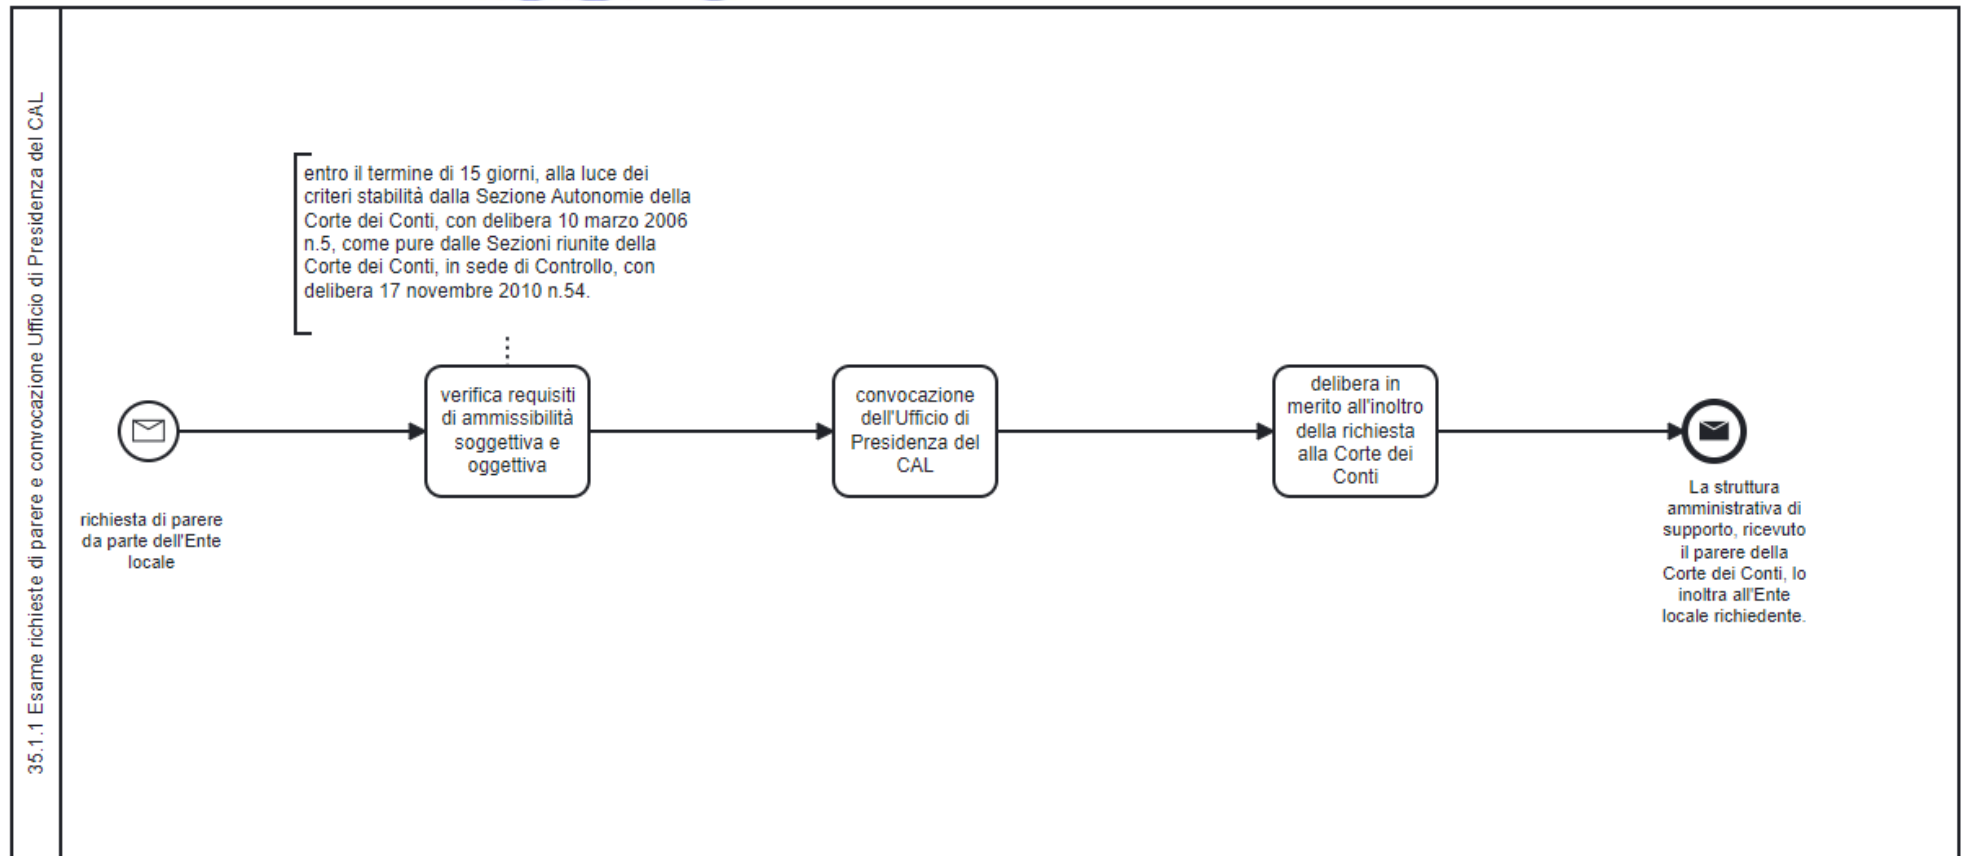 35.1.1 Esame richieste di parere e convocazione Ufficio di Presidenza del CAL
entro il termine di 15 giorni, alla luce dei
criteri stabilità dalla Sezione Autonomie della
Corte dei Conti, con delibera 10 marzo 2006
n.5, come pure dalle Sezioni riunite della
Corte dei Conti, in sede di Controllo, con
delibera 17 novembre 2010 n.54.
richiesta di parere
da parte dell'Ente
locale
verifica requisiti
di ammissibilità
soggettiva e
oggettiva
convocazione
dell'Ufficio di
Presidenza del
CAL
delibera in
merito all'inoltro
della richiesta
alla Corte dei
Conti
La struttura
amministrativa di
supporto, ricevuto
il parere della
Corte dei Conti, lo
inoltra all'Ente
locale richiedente.